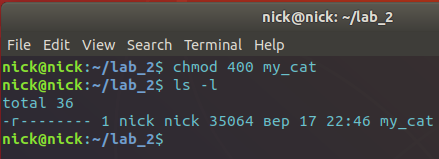 nick@nick: ~/lab_2
File Edit View Search Terminal Help
nick@nick:~/lab_2$ chmod 400 my_cat
nick@nick:~/lab_2$ ls -l
total 36
-r-------- 1 nick nick 35064 вер 17 22:46 my_cat
nick@nick:~/lab_2$